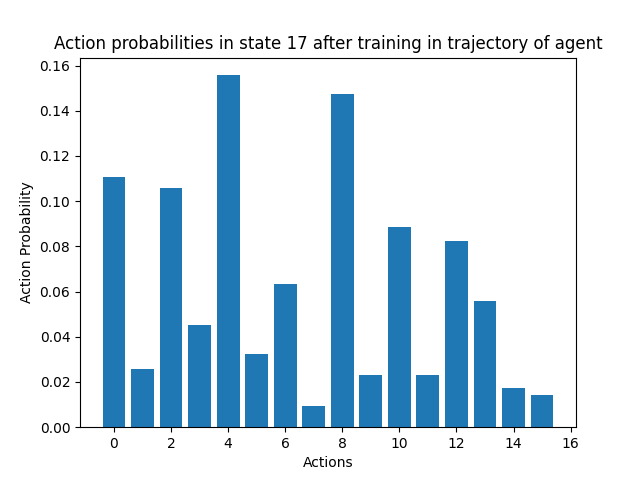 Action probabilities in state 17 after training in trajectory of agent
0.16
0.14
0.12
0.10
0.08
0.06
0.04
0.02
0.00
Action Probability
0 2 4 6 8 10 12 14 16
Actions